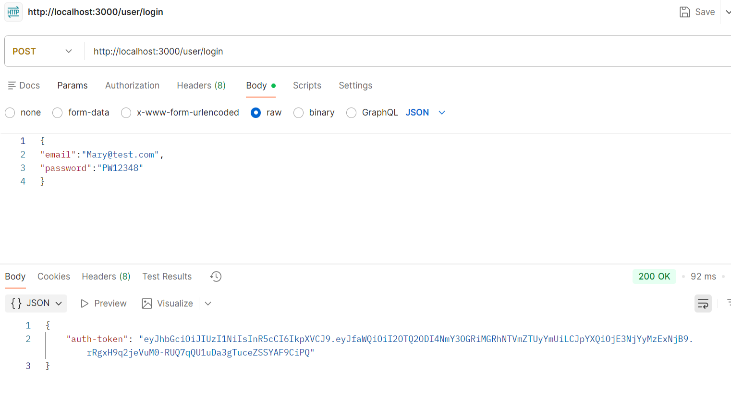 HTTP http://localhost:3000/user/login Save
POST http://localhost:3000/user/login
Docs Params Authorization Headers (8) Body Scripts Settings
none form-data x-www-form-urlencoded raw binary GraphQL JSON
1 {
2 "email":"Mary@test.com",
3 "password":"PW12348"
4 }
Body Cookies Headers (8) Test Results 200 OK 92 ms
{} JSON Preview Visualize
1 {
2 "auth-token": "eyJhbGciOiJIUzI1NiIsInR5cCI6IkpXVCJ9.eyJfaWQiOiI2OTQ2ODI4NmY3OGRiMGRhNTVmZTUyYmUiLCJpYXQiOjE3NjYyMzExNjB9.
rRgxH9q2jeVuM0-RUQ7qQU1uDa3gTuceZSSYAF9CiPQ"
3 }